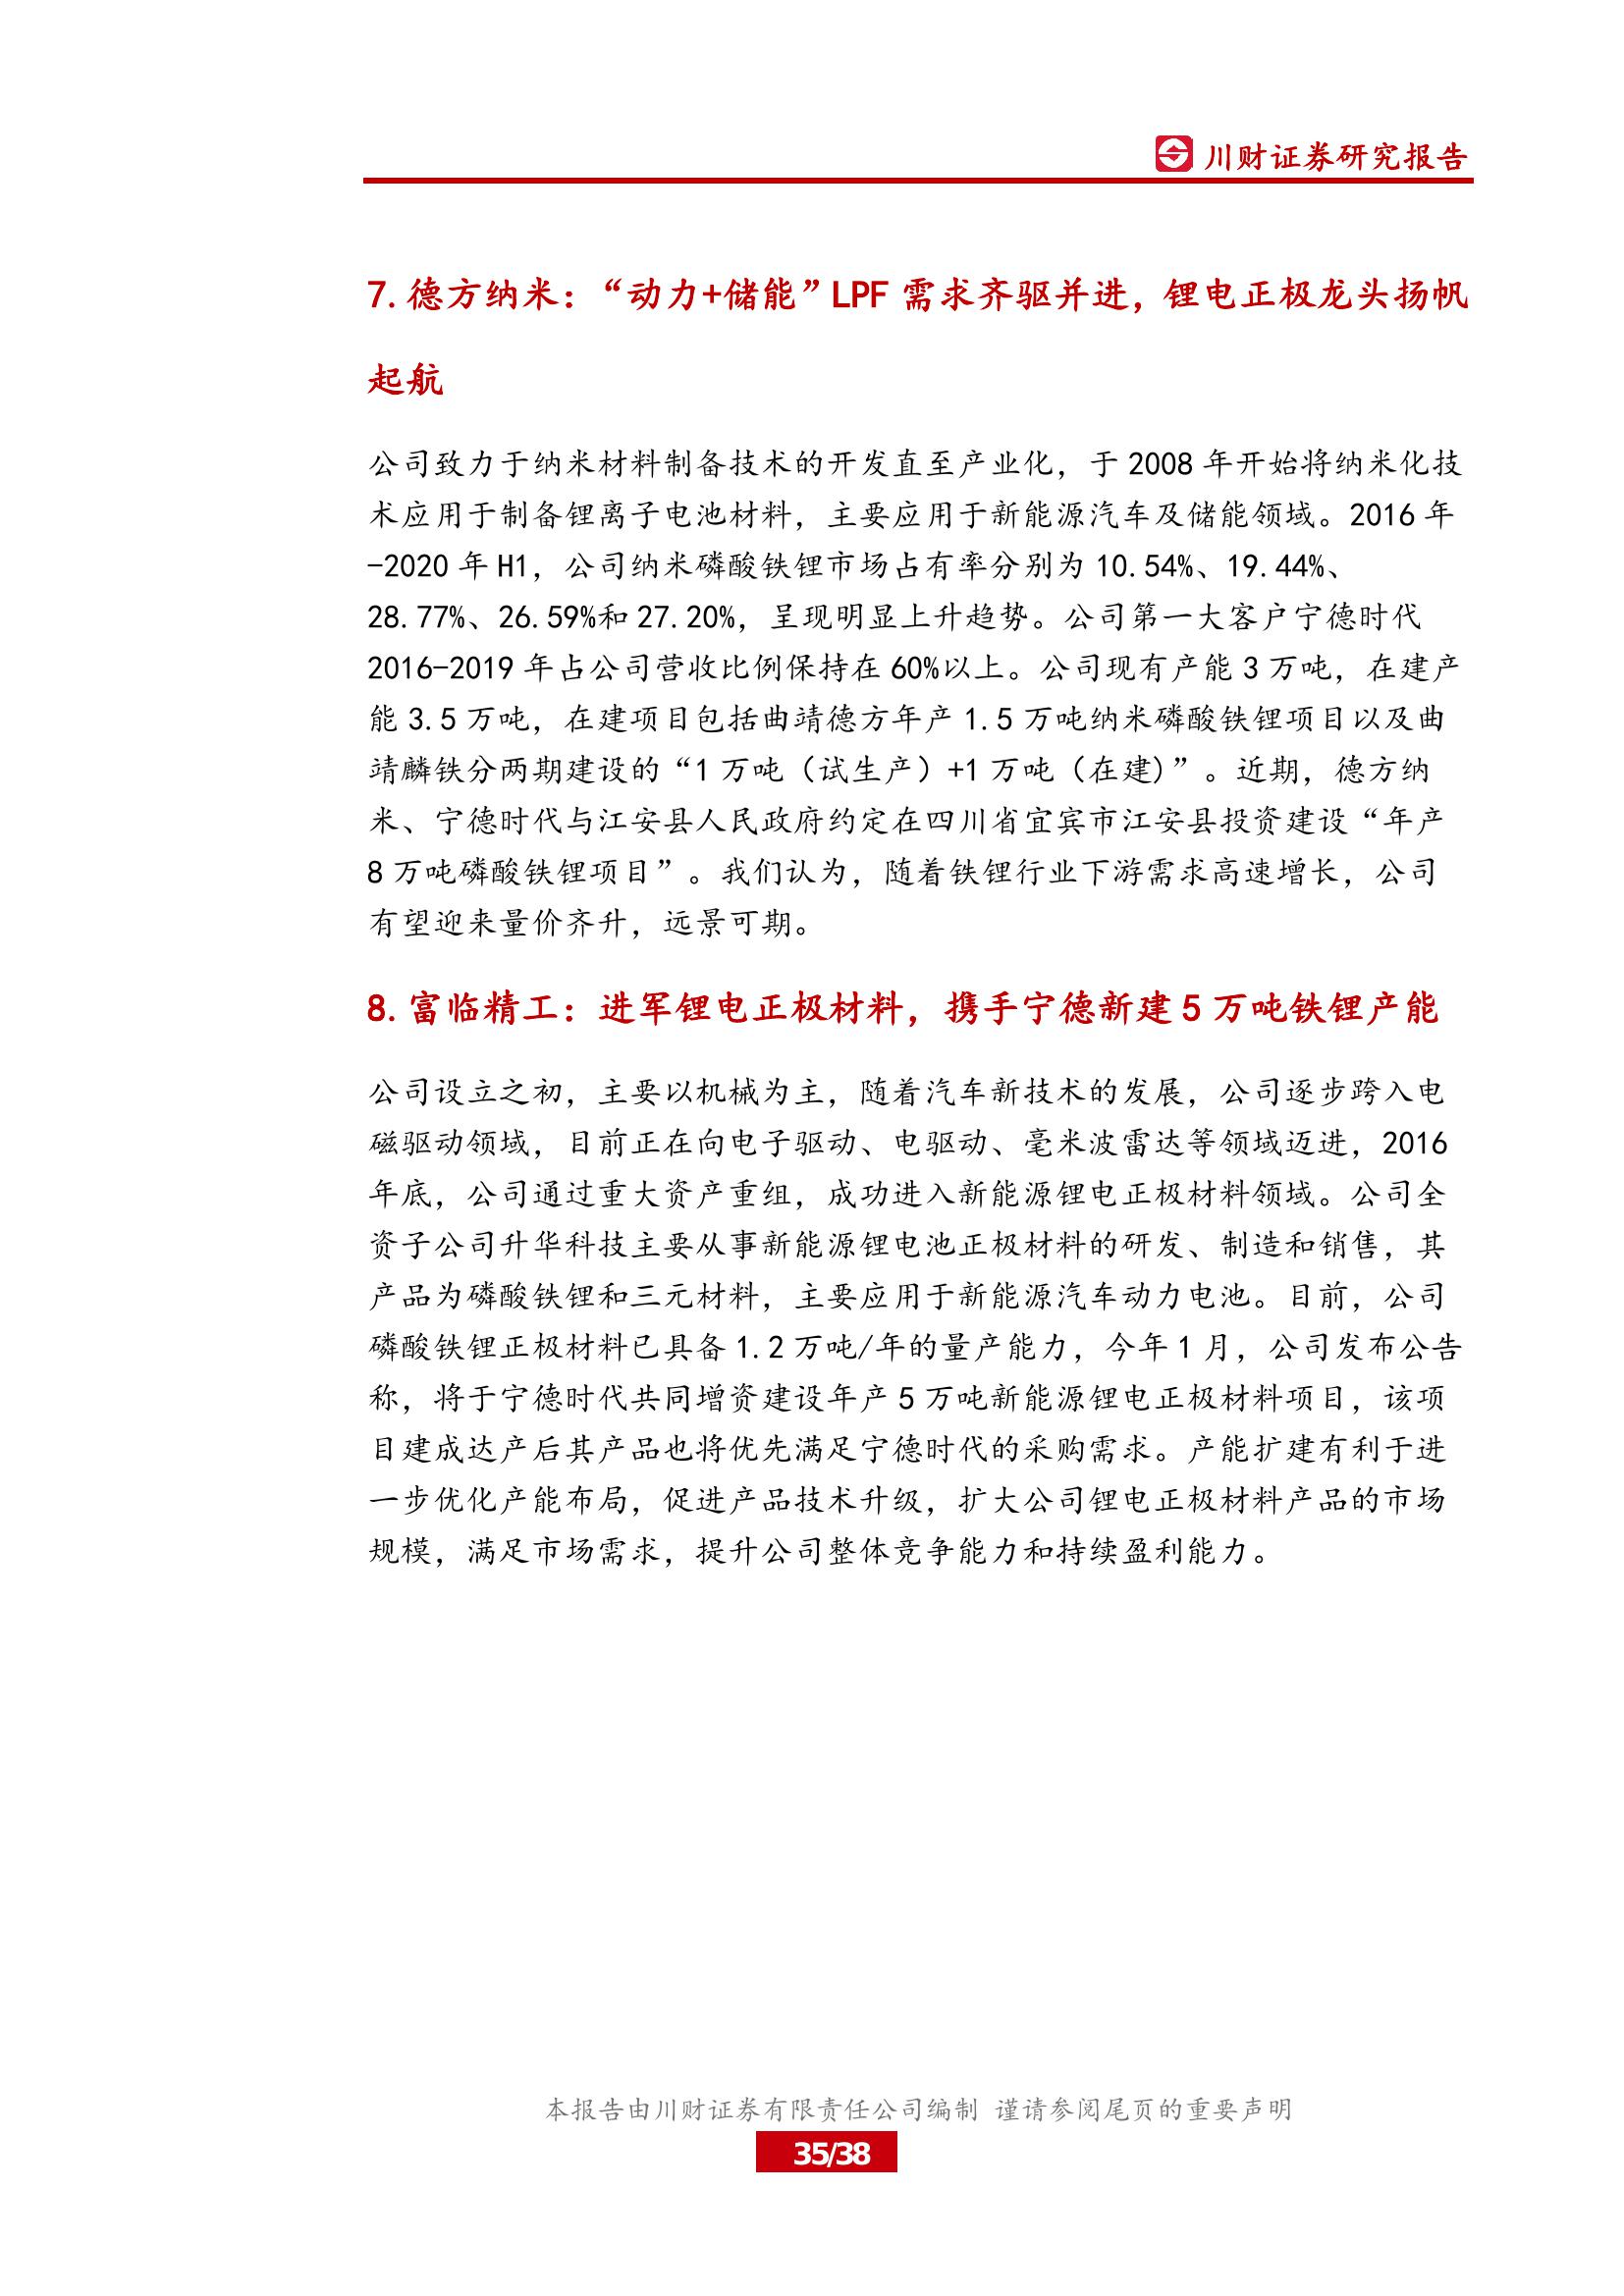 川财证券研究报告
7. 德方纳米：“动力+储能”LPF 需求齐驱并进，锂电正极龙头扬帆
起航
公司致力于纳米材料制备技术的开发直至产业化，于 2008 年开始将纳米化技
术应用于制备锂离子电池材料，主要应用于新能源汽车及储能领域。2016 年
-2020 年 H1，公司纳米磷酸铁锂市场占有率分别为 10.54%、19.44%、
28.77%、26.59%和 27.20%，呈现明显上升趋势。公司第一大客户宁德时代
2016-2019 年占公司营收比例保持在 60%以上。公司现有产能 3 万吨，在建产
能 3.5 万吨，在建项目包括曲靖德方年产 1.5 万吨纳米磷酸铁锂项目以及曲
靖麟铁分两期建设的“1 万吨（试生产）+1 万吨（在建)”。近期，德方纳
米、宁德时代与江安县人民政府约定在四川省宜宾市江安县投资建设“年产
8 万吨磷酸铁锂项目”。我们认为，随着铁锂行业下游需求高速增长，公司
有望迎来量价齐升，远景可期。
8. 富临精工：进军锂电正极材料，携手宁德新建 5 万吨铁锂产能
公司设立之初，主要以机械为主，随着汽车新技术的发展，公司逐步跨入电
磁驱动领域，目前正在向电子驱动、电驱动、毫米波雷达等领域迈进，2016
年底，公司通过重大资产重组，成功进入新能源锂电正极材料领域。公司全
资子公司升华科技主要从事新能源锂电池正极材料的研发、制造和销售，其
产品为磷酸铁锂和三元材料，主要应用于新能源汽车动力电池。目前，公司
磷酸铁锂正极材料已具备 1.2 万吨/年的量产能力，今年 1 月，公司发布公告
称，将于宁德时代共同增资建设年产 5 万吨新能源锂电正极材料项目，该项
目建成达产后其产品也将优先满足宁德时代的采购需求。产能扩建有利于进
一步优化产能布局，促进产品技术升级，扩大公司锂电正极材料产品的市场
规模，满足市场需求，提升公司整体竞争能力和持续盈利能力。
本报告由川财证券有限责任公司编制 谨请参阅尾页的重要声明
35/38